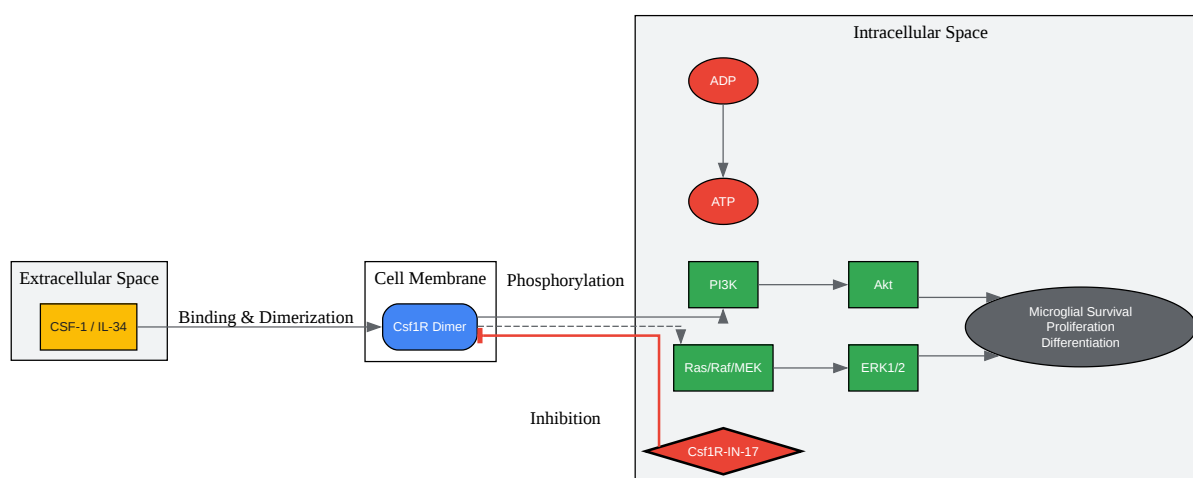 Intracellular Space
ADP
ATP
Extracellular Space
CSF-1 / IL-34
Binding & Dimerization
Cell Membrane
Csf1R Dimer
Phosphorylation
PI3K
Akt
Ras/Raf/MEK
ERK1/2
Microglial Survival
Proliferation
Differentiation
Inhibition
Csf1R-IN-17